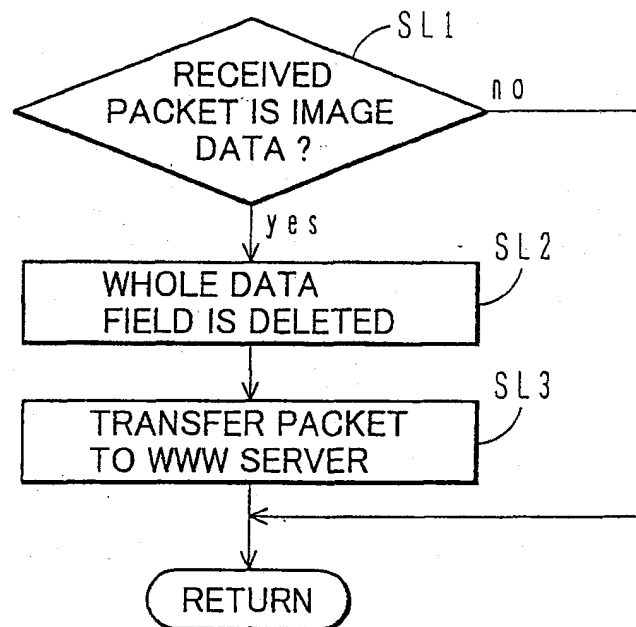 SL1
RECEIVED
PACKET IS IMAGE
DATA ?
no
yes
SL2
WHOLE DATA
FIELD IS DELETED
SL3
TRANSFER PACKET
TO WWW SERVER
RETURN